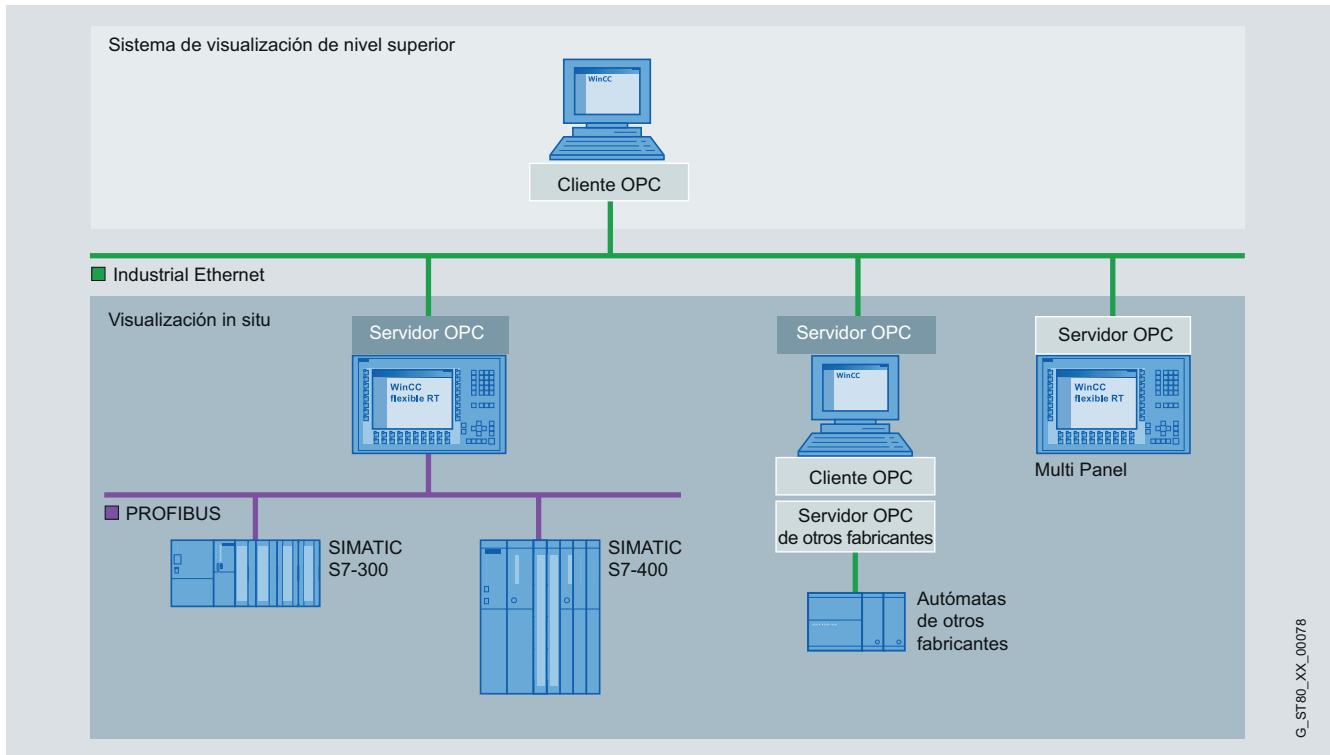 Sistema de visualización de nivel superior
WinCC
Cliente OPC
Industrial Ethernet
Visualización in situ
Servidor OPC
WinCC
flexible RT
Servidor OPC
WinCC
Cliente OPC
Servidor OPC
de otros fabricantes
Servidor OPC
WinCC
flexible RT
Multi Panel
PROFIBUS
SIMATIC
S7-300
SIMATIC
S7-400
Autómatas
de otros
fabricantes
G_ST80_XX_00078